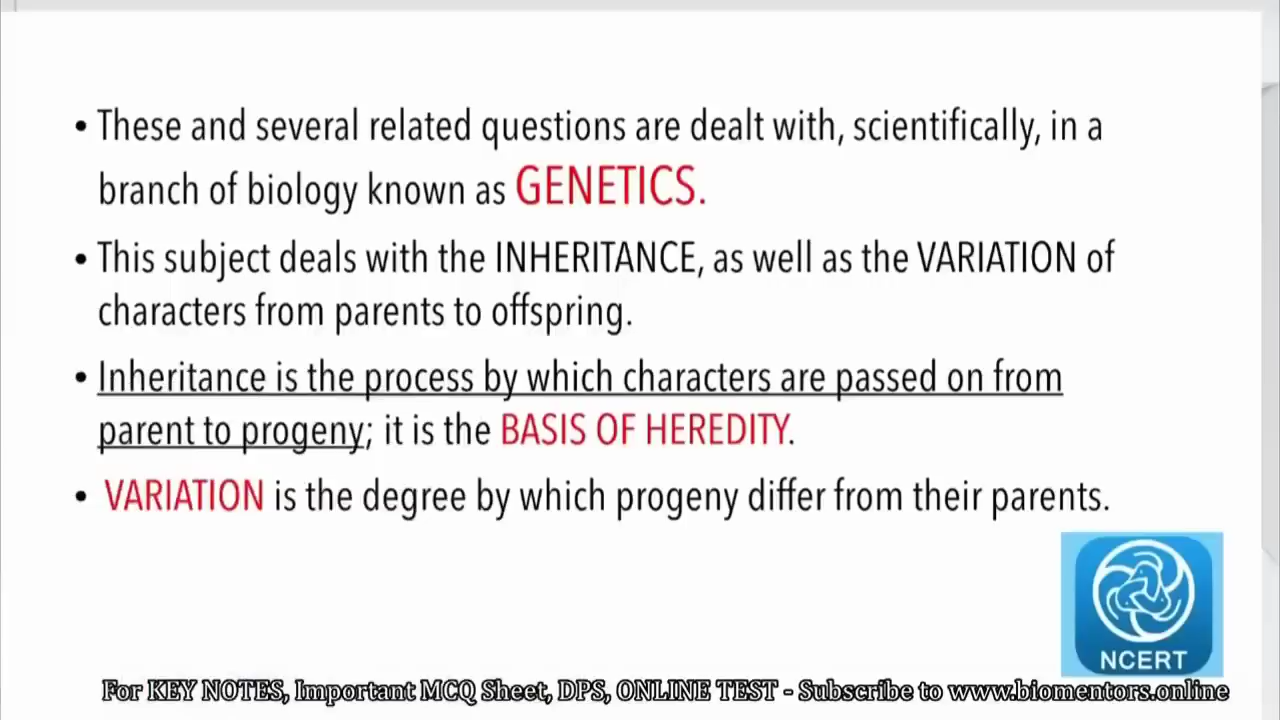 • These and several related questions are dealt with, scientifically, in a
branch of biology known as GENETICS.
• This subject deals with the INHERITANCE, as well as the VARIATION of
characters from parents to offspring.
• Inheritance is the process by which characters are passed on from
parent to progeny; it is the BASIS OF HEREDITY.
• VARIATION is the degree by which progeny differ from their parents.
NCERT
For KEY NOTES, Important MCQ Sheet, DPS, ONLINE TEST - Subscribe to www.biomentors.online